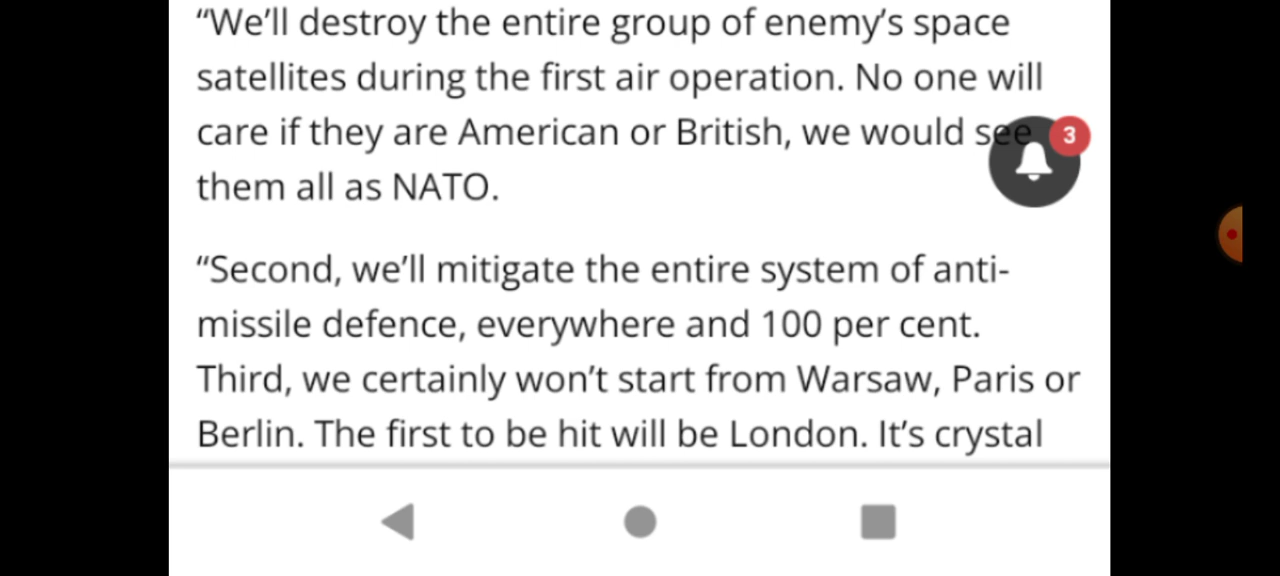 “We’ll destroy the entire group of enemy’s space
satellites during the first air operation. No one will
care if they are American or British, we would see
them all as NATO.
“Second, we’ll mitigate the entire system of anti-
missile defence, everywhere and 100 per cent.
Third, we certainly won’t start from Warsaw, Paris or
Berlin. The first to be hit will be London. It’s crystal
3